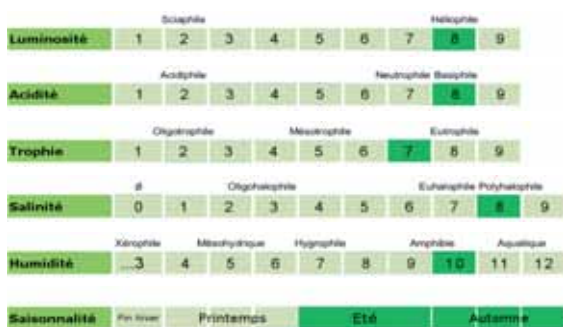 Sciaphile Héliophile
Luminosité 1 2 3 4 5 6 7 8 9
Acidiphile Neutrophile Basiphile
Acidité 1 2 3 4 5 6 7 8 9
Oligotrophile Mésotrophile Eutrophile
Trophie 1 2 3 4 5 6 7 8 9
ø Oligohalophile Euhalophile Polyhalophile
Salinité 0 1 2 3 4 5 6 7 8 9
Xérophile Mésohydrique Hygrophile Amphibie Aquatique
Humidité ...3 4 5 6 7 8 9 10 11 12
Saisonnalité Fin hiver Printemps Eté Automne